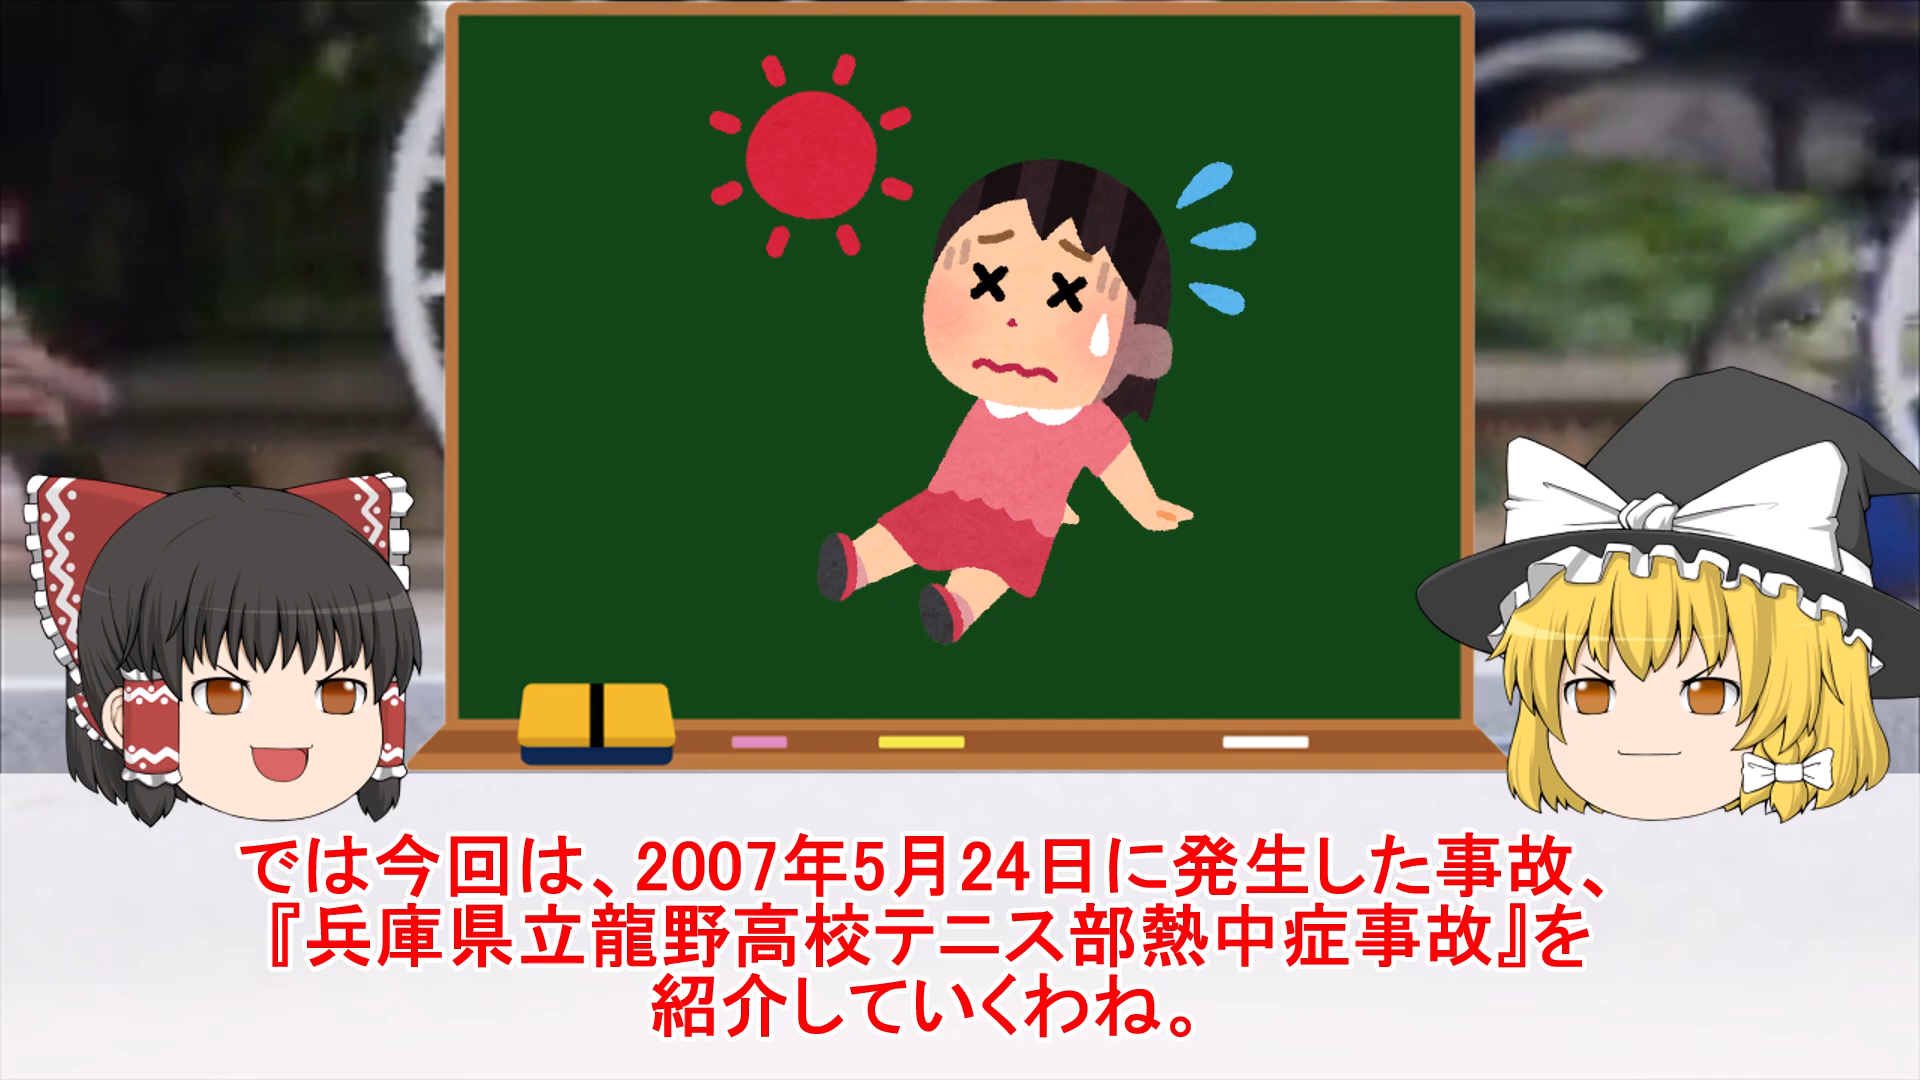 では今回は、2007年5月24日に発生した事故、
『兵庫県立龍野高校テニス部熱中症事故』を
紹介していくわね。